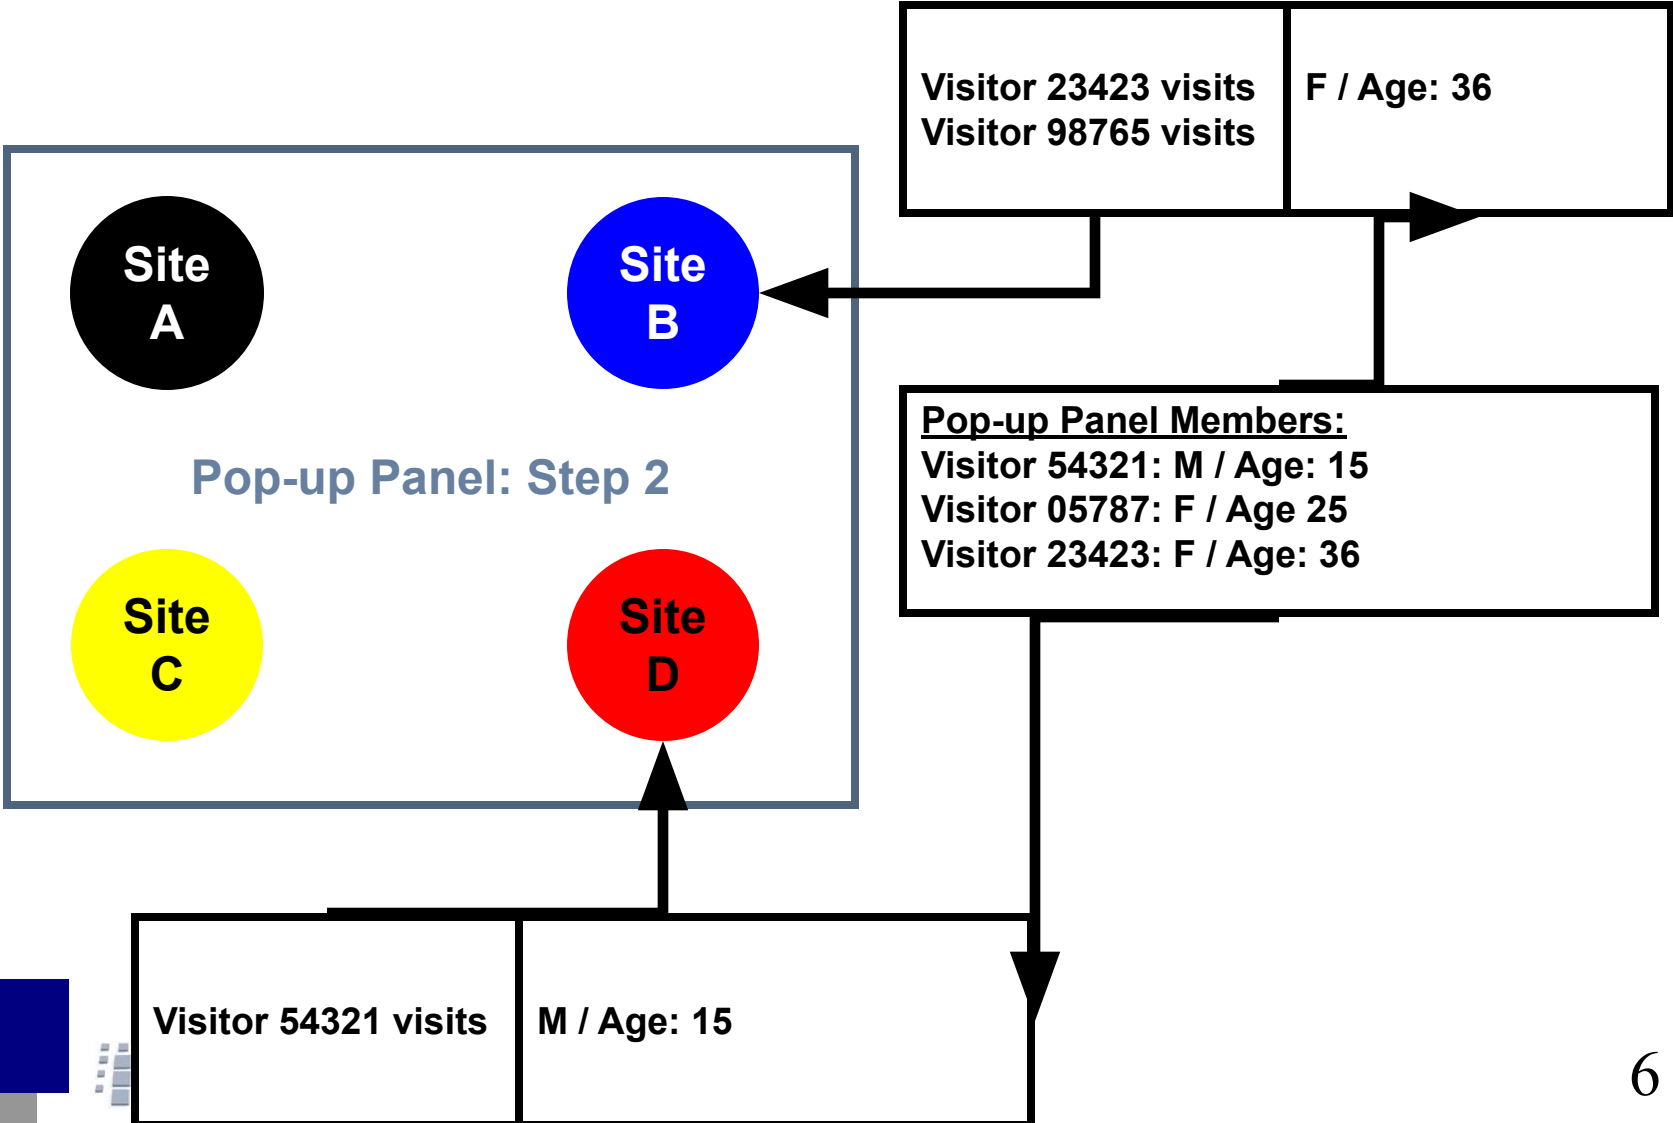 Visitor 23423 visits
Visitor 98765 visits
F / Age: 36
Site
A
Site
B
Pop-up Panel: Step 2
Site
C
Site
D
Pop-up Panel Members:
Visitor 54321: M / Age: 15
Visitor 05787: F / Age 25
Visitor 23423: F / Age: 36
Visitor 54321 visits
M / Age: 15
6